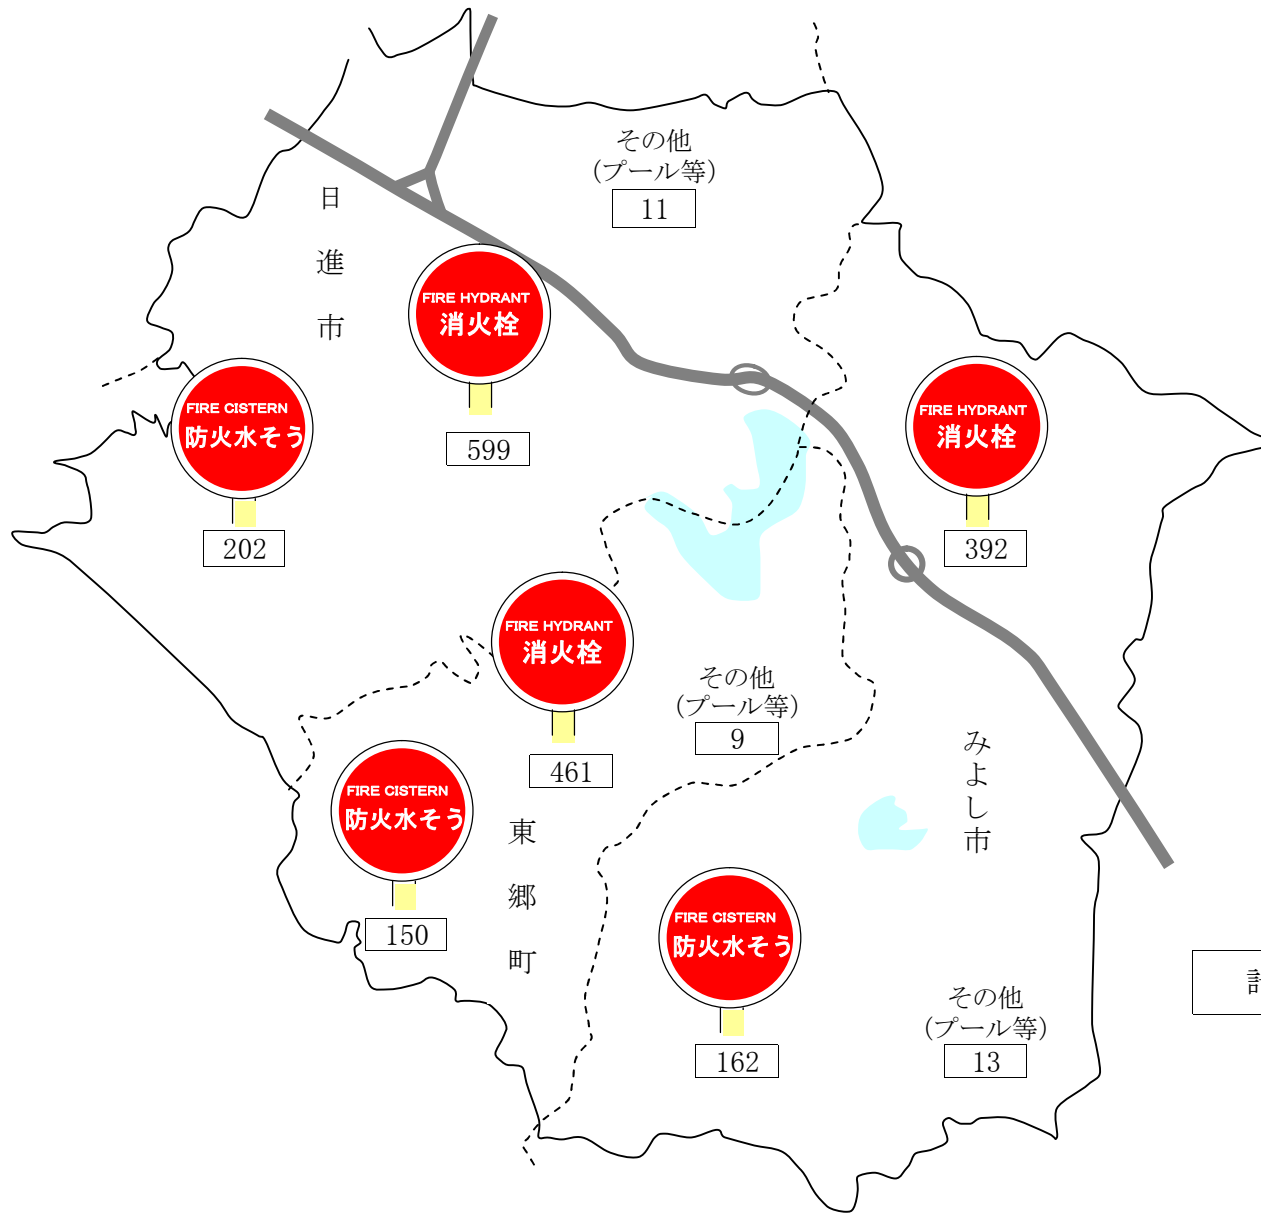 その他
(プール等)
11
日進市
FIRE HYDRANT
消火栓
599
FIRE CISTERN
防火水そう
202
FIRE HYDRANT
消火栓
392
FIRE HYDRANT
消火栓
461
その他
(プール等)
9
みよし市
FIRE CISTERN
防火水そう
150
東郷町
FIRE CISTERN
防火水そう
162
その他
(プール等)
13